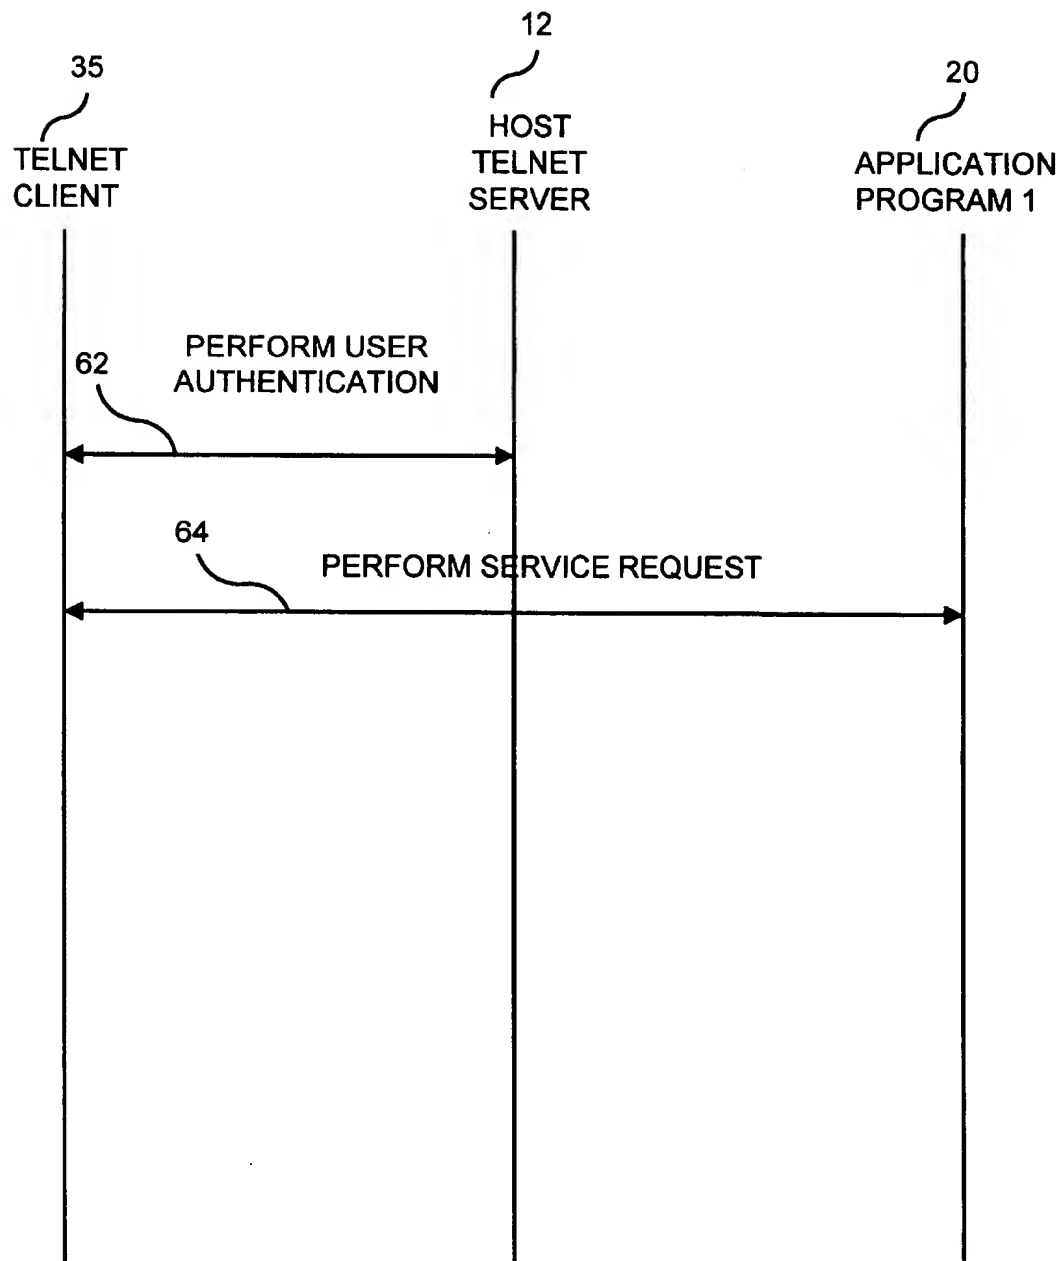 12
35
20
HOST
TELNET
SERVER
TELNET
CLIENT
APPLICATION
PROGRAM 1
PERFORM USER
AUTHENTICATION
62
64
PERFORM SERVICE REQUEST